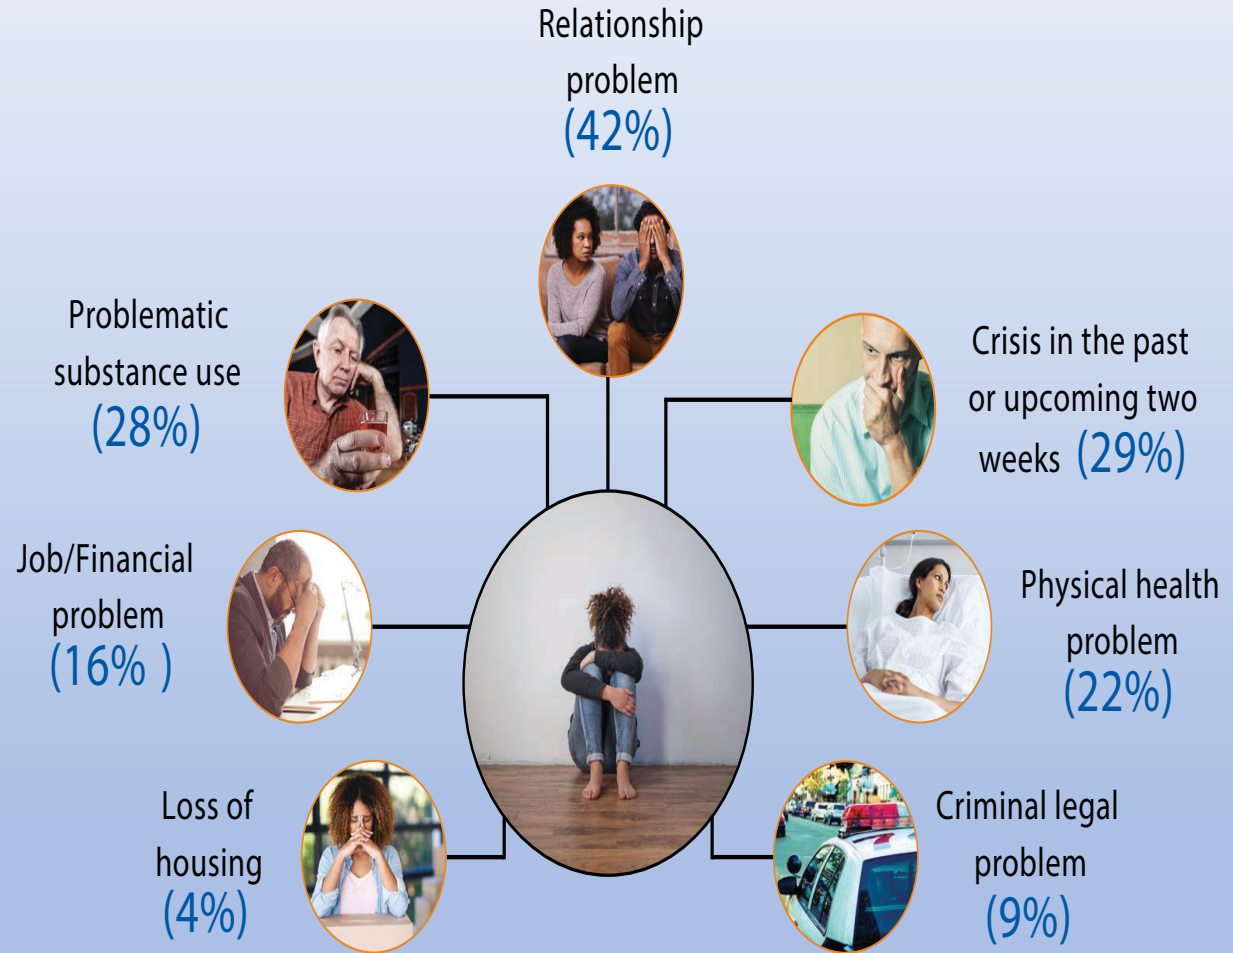 Relationship
problem
(42%)
Problematic
substance use
(28%)
Crisis in the past
or upcoming two
weeks (29%)
Job/Financial
problem
(16% )
Physical health
problem
(22%)
Loss of
housing
(4%)
Criminal legal
problem
(9%)